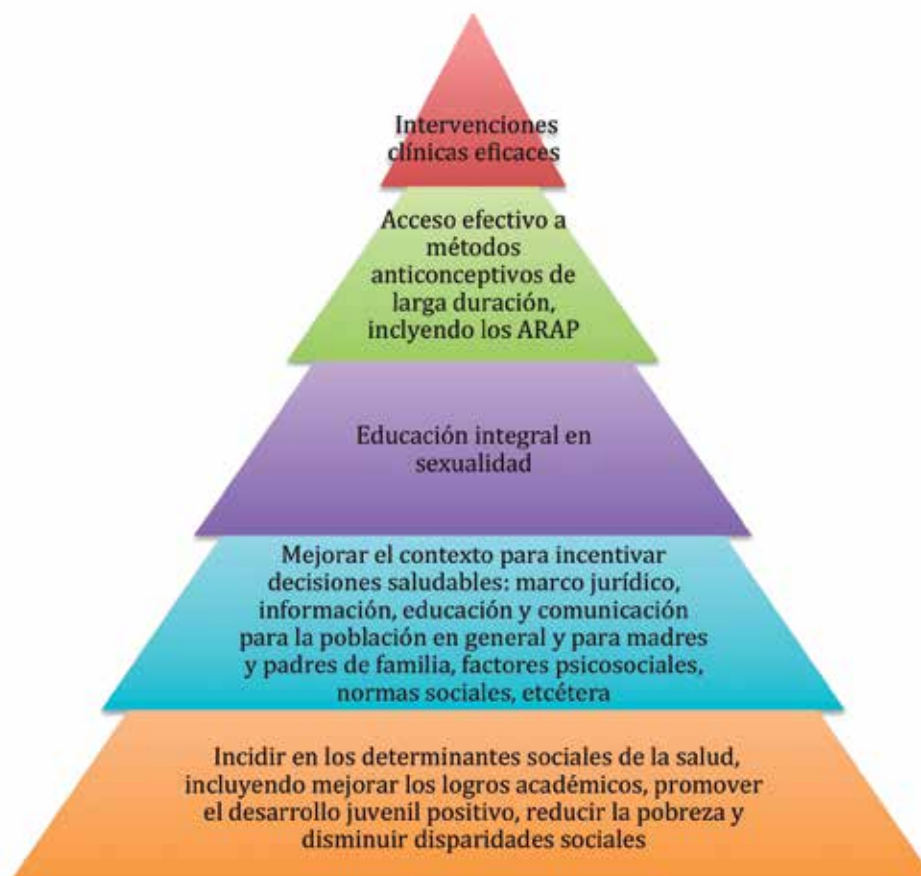 Intervenciones
clínicas eficaces
Acceso efectivo a
métodos
anticonceptivos de
larga duración,
inclyendo los ARAP
Educación integral en
sexualidad
Mejorar el contexto para incentivar
decisiones saludables: marco jurídico,
información, educación y comunicación
para la población en general y para madres
y padres de familia, factores psicosociales,
normas sociales, etcétera
Incidir en los determinantes sociales de la salud,
incluyendo mejorar los logros académicos, promover
el desarrollo juvenil positivo, reducir la pobreza y
disminuir disparidades sociales